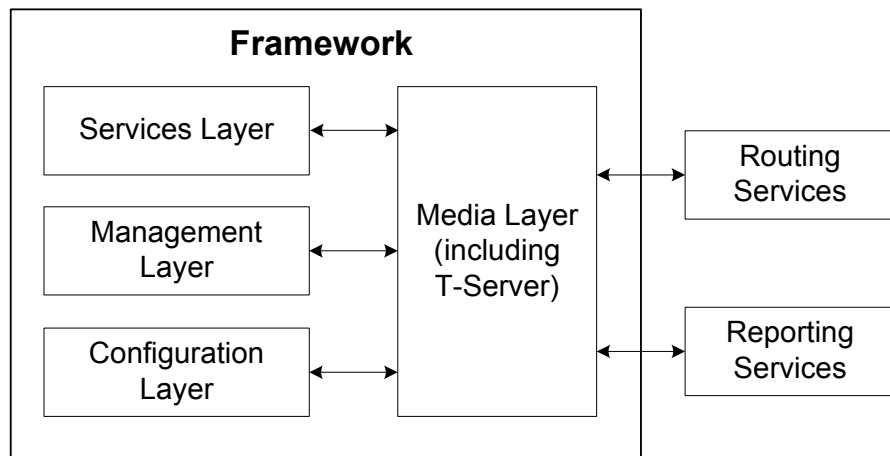 Framework
Services Layer
Management
Layer
Configuration
Layer
Media Layer
(including
T-Server)
Routing
Services
Reporting
Services